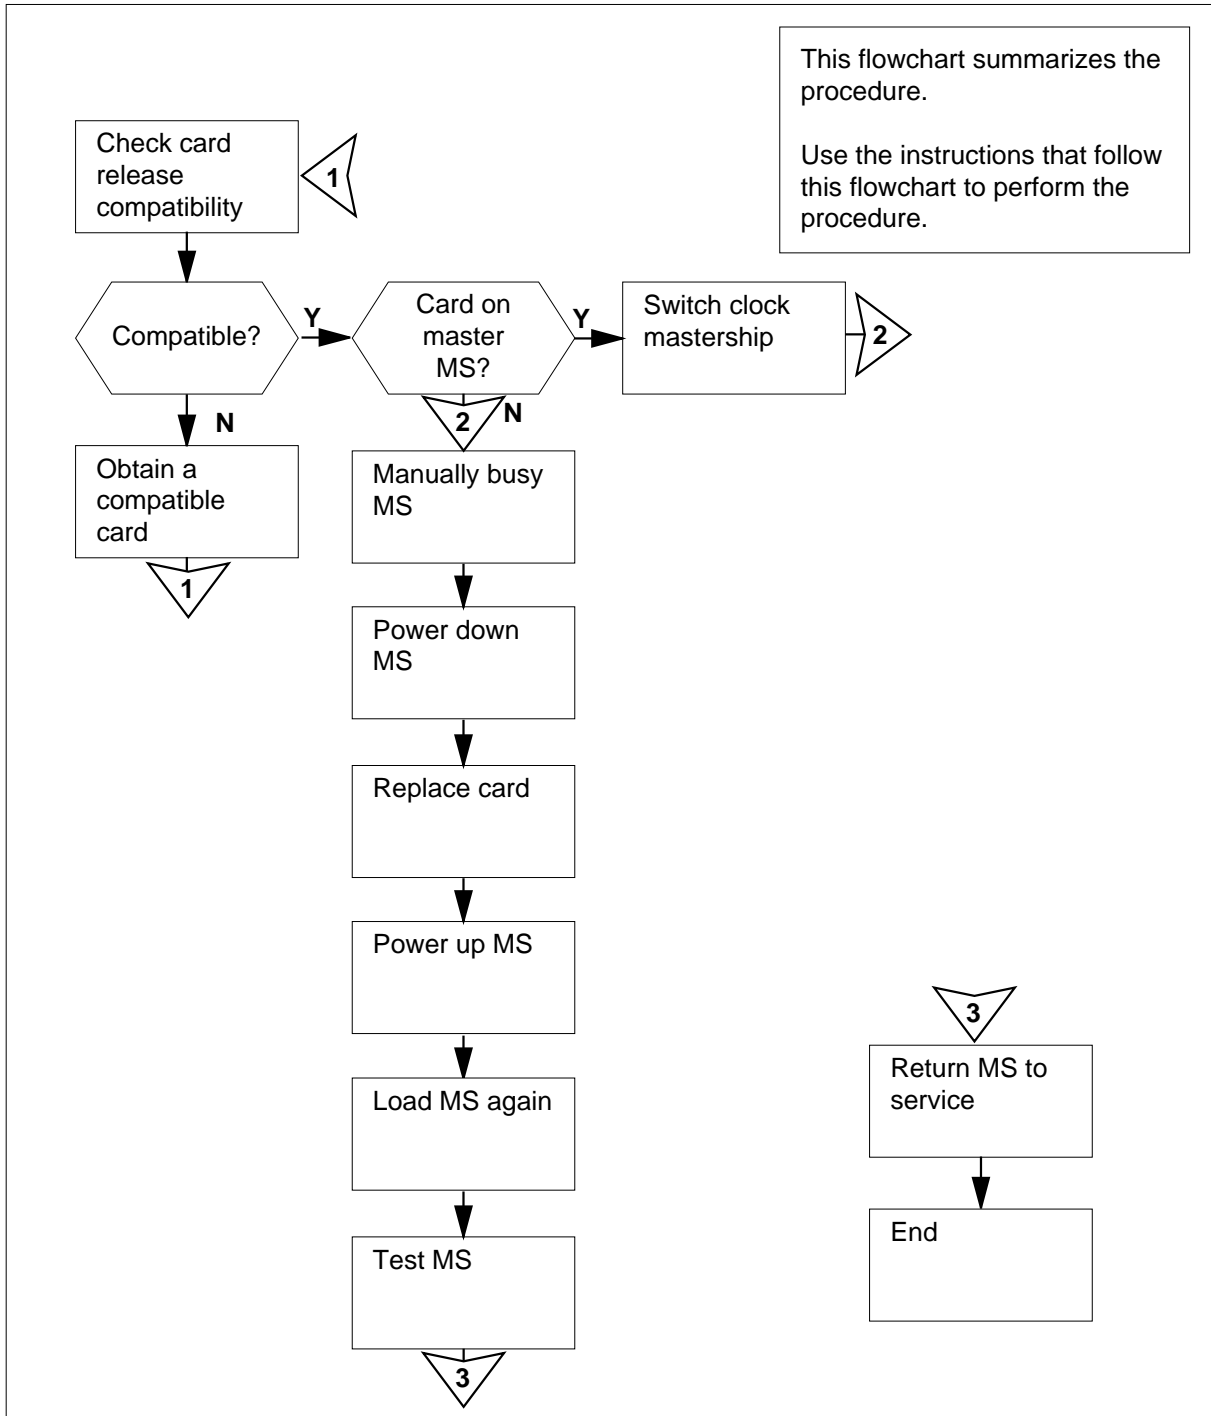 This flowchart summarizes the
procedure.
Use the instructions that follow
this flowchart to perform the
procedure.
Check card
release
compatibility
1
Compatible?
Y
Card on
master
MS?
Y
Switch clock
mastership
2
N
Obtain a
compatible
card
1
2
N
Manually busy
MS
Power down
MS
Replace card
Power up MS
Load MS again
Test MS
3
3
Return MS to
service
End